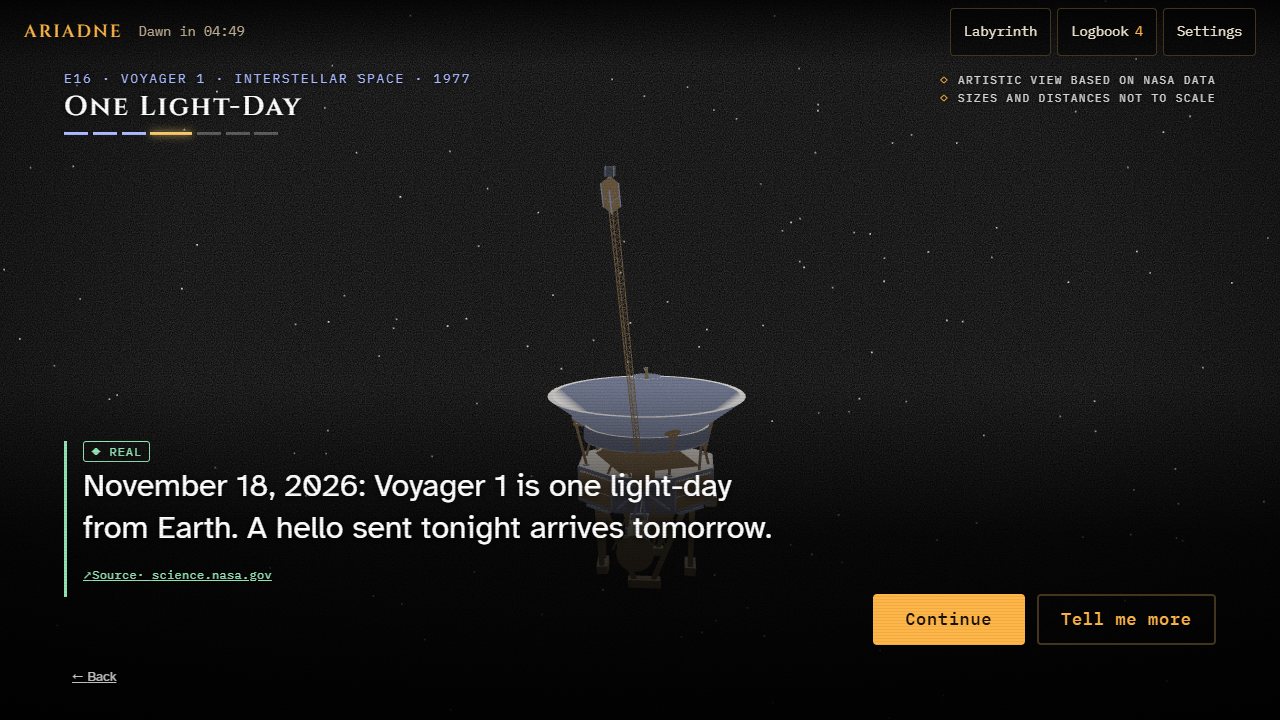 ARIADNE Dawn in 04:49 Labyrinth Logbook 4 Settings
E16 · VOYAGER 1 · INTERSTELLAR SPACE · 1977
One Light-Day
◇ ARTISTIC VIEW BASED ON NASA DATA
◇ SIZES AND DISTANCES NOT TO SCALE
◆ REAL
November 18, 2026: Voyager 1 is one light-day
from Earth. A hello sent tonight arrives tomorrow.
↗Source· science.nasa.gov
Continue Tell me more
← Back